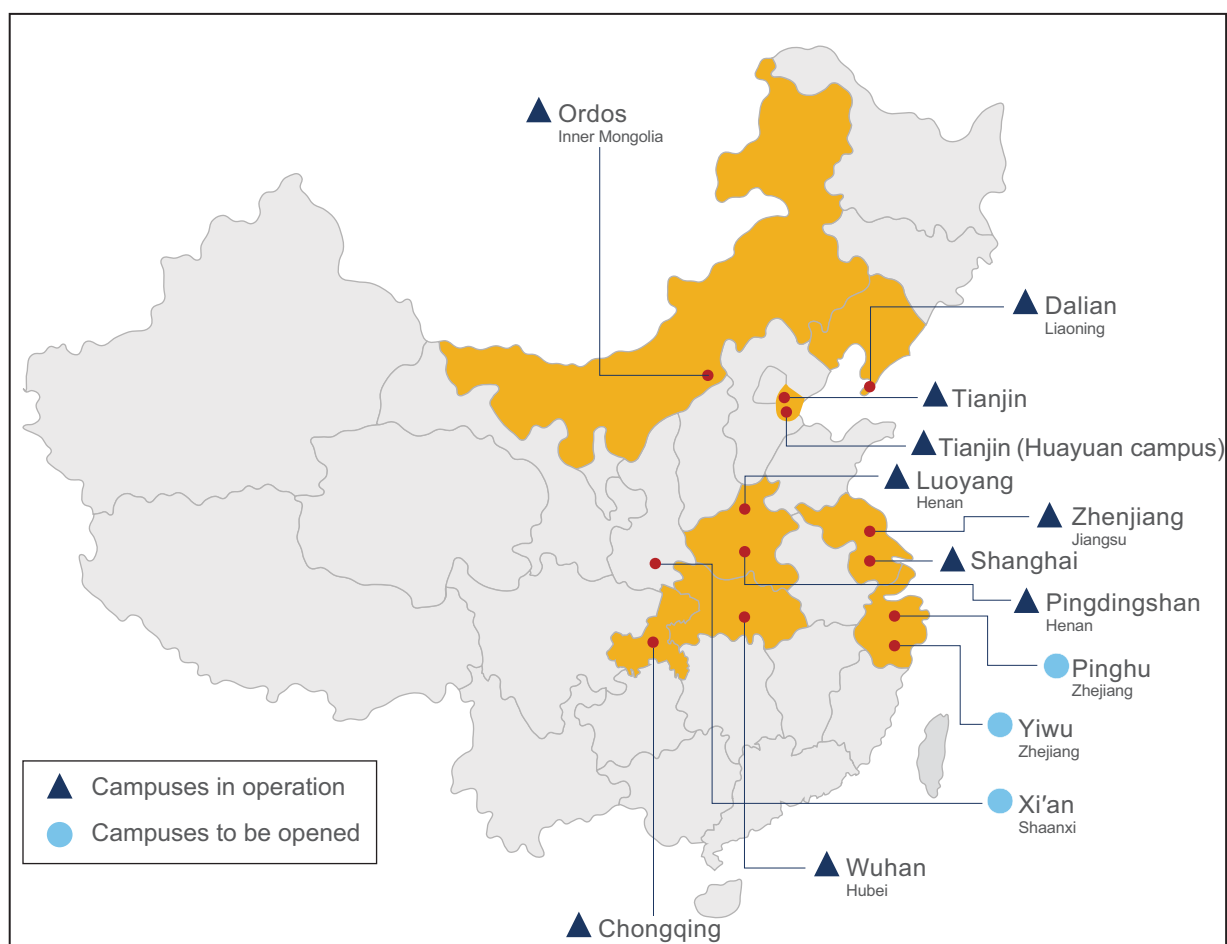 Ordos
Inner Mongolia
Dalian
Liaoning
Tianjin
Tianjin (Huayuan campus)
Luoyang
Henan
Zhenjiang
Jiangsu
Shanghai
Pingdingshan
Henan
Pinghu
Zhejiang
Yiwu
Zhejiang
Xi′an
Shaanxi
Wuhan
Hubei
Chongqing
Campuses in operation
Campuses to be opened